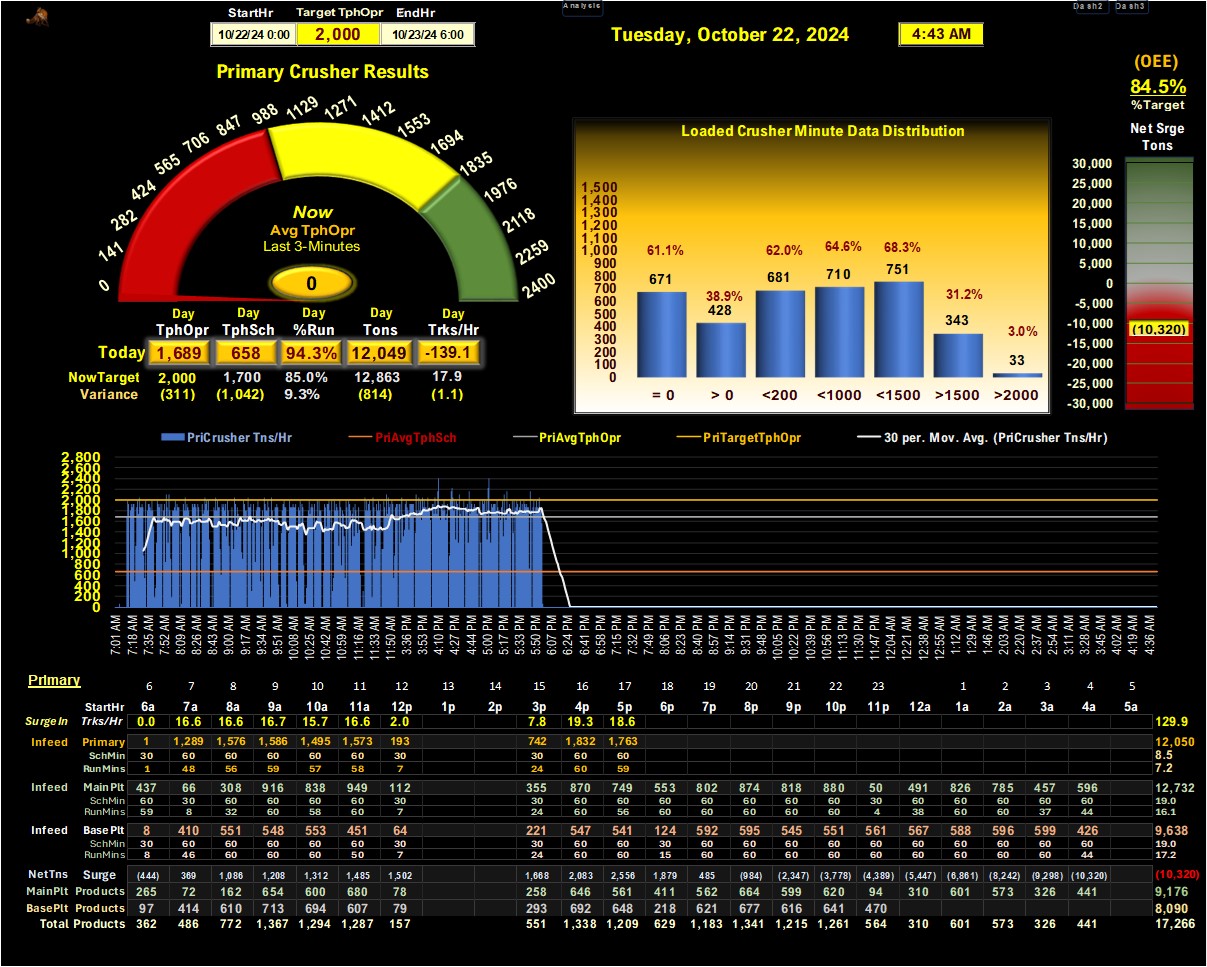 Analysis Dash2 Dash3
StartHr Target TphOpr EndHr
10/22/24 0:00 2,000 10/23/24 6:00
Tuesday, October 22, 2024 4:43 AM
(OEE)
84.5%
%Target
Primary Crusher Results
0 141 282 424 565 706 847 988 1129 1271 1412 1553 1694 1835 1976 2118 2259 2400
Now
Avg TphOpr
Last 3-Minutes
0
Day Day Day Day Day
TphOpr TphSch %Run Tons Trks/Hr
Today 1,689 658 94.3% 12,049 -139.1
NowTarget 2,000 1,700 85.0% 12,863 17.9
Variance (311) (1,042) 9.3% (814) (1.1)
Loaded Crusher Minute Data Distribution
1,500
1,400
1,300
1,200
1,100
1,000
900
800
700
600
500
400
300
200
100
0
61.1% 38.9% 62.0% 64.6% 68.3% 31.2% 3.0%
671 428 681 710 751 343 33
= 0 > 0 <200 <1000 <1500 >1500 >2000
Net Srge
Tons
30,000
25,000
20,000
15,000
10,000
5,000
0
-5,000
-10,000
(10,320)
-15,000
-20,000
-25,000
-30,000
PriCrusher Tns/Hr PriAvgTphSch PriAvgTphOpr PriTargetTphOpr 30 per. Mov. Avg. (PriCrusher Tns/Hr)
2,800
2,600
2,400
2,200
2,000
1,800
1,600
1,400
1,200
1,000
800
600
400
200
0
7:01 AM 7:18 AM 7:35 AM 7:52 AM 8:09 AM 8:26 AM 8:43 AM 9:00 AM 9:17 AM 9:34 AM 9:51 AM 10:08 AM 10:25 AM 10:42 AM 10:59 AM 11:16 AM 11:33 AM 11:50 AM 3:36 PM 3:53 PM 4:10 PM 4:27 PM 4:44 PM 5:00 PM 5:17 PM 5:33 PM 5:50 PM 6:07 PM 6:24 PM 6:41 PM 6:58 PM 7:15 PM 7:32 PM 7:49 PM 8:06 PM 8:23 PM 8:40 PM 8:57 PM 9:14 PM 9:31 PM 9:48 PM 10:05 PM 10:22 PM 10:39 PM 10:56 PM 11:13 PM 11:30 PM 11:47 PM 12:04 AM 12:21 AM 12:38 AM 12:55 AM 1:12 AM 1:29 AM 1:46 AM 2:03 AM 2:20 AM 2:37 AM 2:54 AM 3:11 AM 3:28 AM 3:45 AM 4:02 AM 4:19 AM 4:36 AM
Primary
6 7 8 9 10 11 12 13 14 15 16 17 18 19 20 21 22 23 1 2 3 4 5
StartHr 6a 7a 8a 9a 10a 11a 12p 1p 2p 3p 4p 5p 6p 7p 8p 9p 10p 11p 12a 1a 2a 3a 4a 5a
SurgeIn Trks/Hr 0.0 16.6 16.6 16.7 15.7 16.6 2.0 7.8 19.3 18.6 129.9
Infeed Primary 1 1,289 1,576 1,586 1,495 1,573 193 742 1,832 1,763 12,050
SchMin 30 60 60 60 60 60 30 30 60 60 8.5
RunMins 1 48 56 59 57 58 7 24 60 59 7.2
Infeed Main Plt 437 66 308 916 838 949 112 355 870 749 553 802 874 818 880 50 491 826 785 457 596 12,732
SchMin 60 30 60 60 60 60 30 30 60 60 60 60 60 60 60 30 60 60 60 60 60 19.0
RunMins 59 8 32 60 58 60 7 24 60 56 60 60 60 60 60 4 38 60 60 37 44 16.1
Infeed Base Plt 8 410 551 548 553 451 64 221 547 541 124 592 595 545 551 561 567 588 596 599 426 9,638
SchMin 30 60 60 60 60 60 30 30 60 60 30 60 60 60 60 60 60 60 60 60 60 19.0
RunMins 8 46 60 60 60 50 7 24 60 60 15 60 60 60 60 60 60 60 60 60 44 17.2
NetTns Surge (444) 369 1,086 1,208 1,312 1,485 1,502 1,668 2,083 2,556 1,879 485 (984) (2,347) (3,778) (4,389) (5,447) (6,861) (8,242) (9,298) (10,320) (10,320)
MainPlt Products 265 72 162 654 600 680 78 258 646 561 411 562 664 599 620 94 310 601 573 326 441 9,176
BasePlt Products 97 414 610 713 694 607 79 293 692 648 218 621 677 616 641 470 8,090
Total Products 362 486 772 1,367 1,294 1,287 157 551 1,338 1,209 629 1,183 1,341 1,215 1,261 564 310 601 573 326 441 17,266